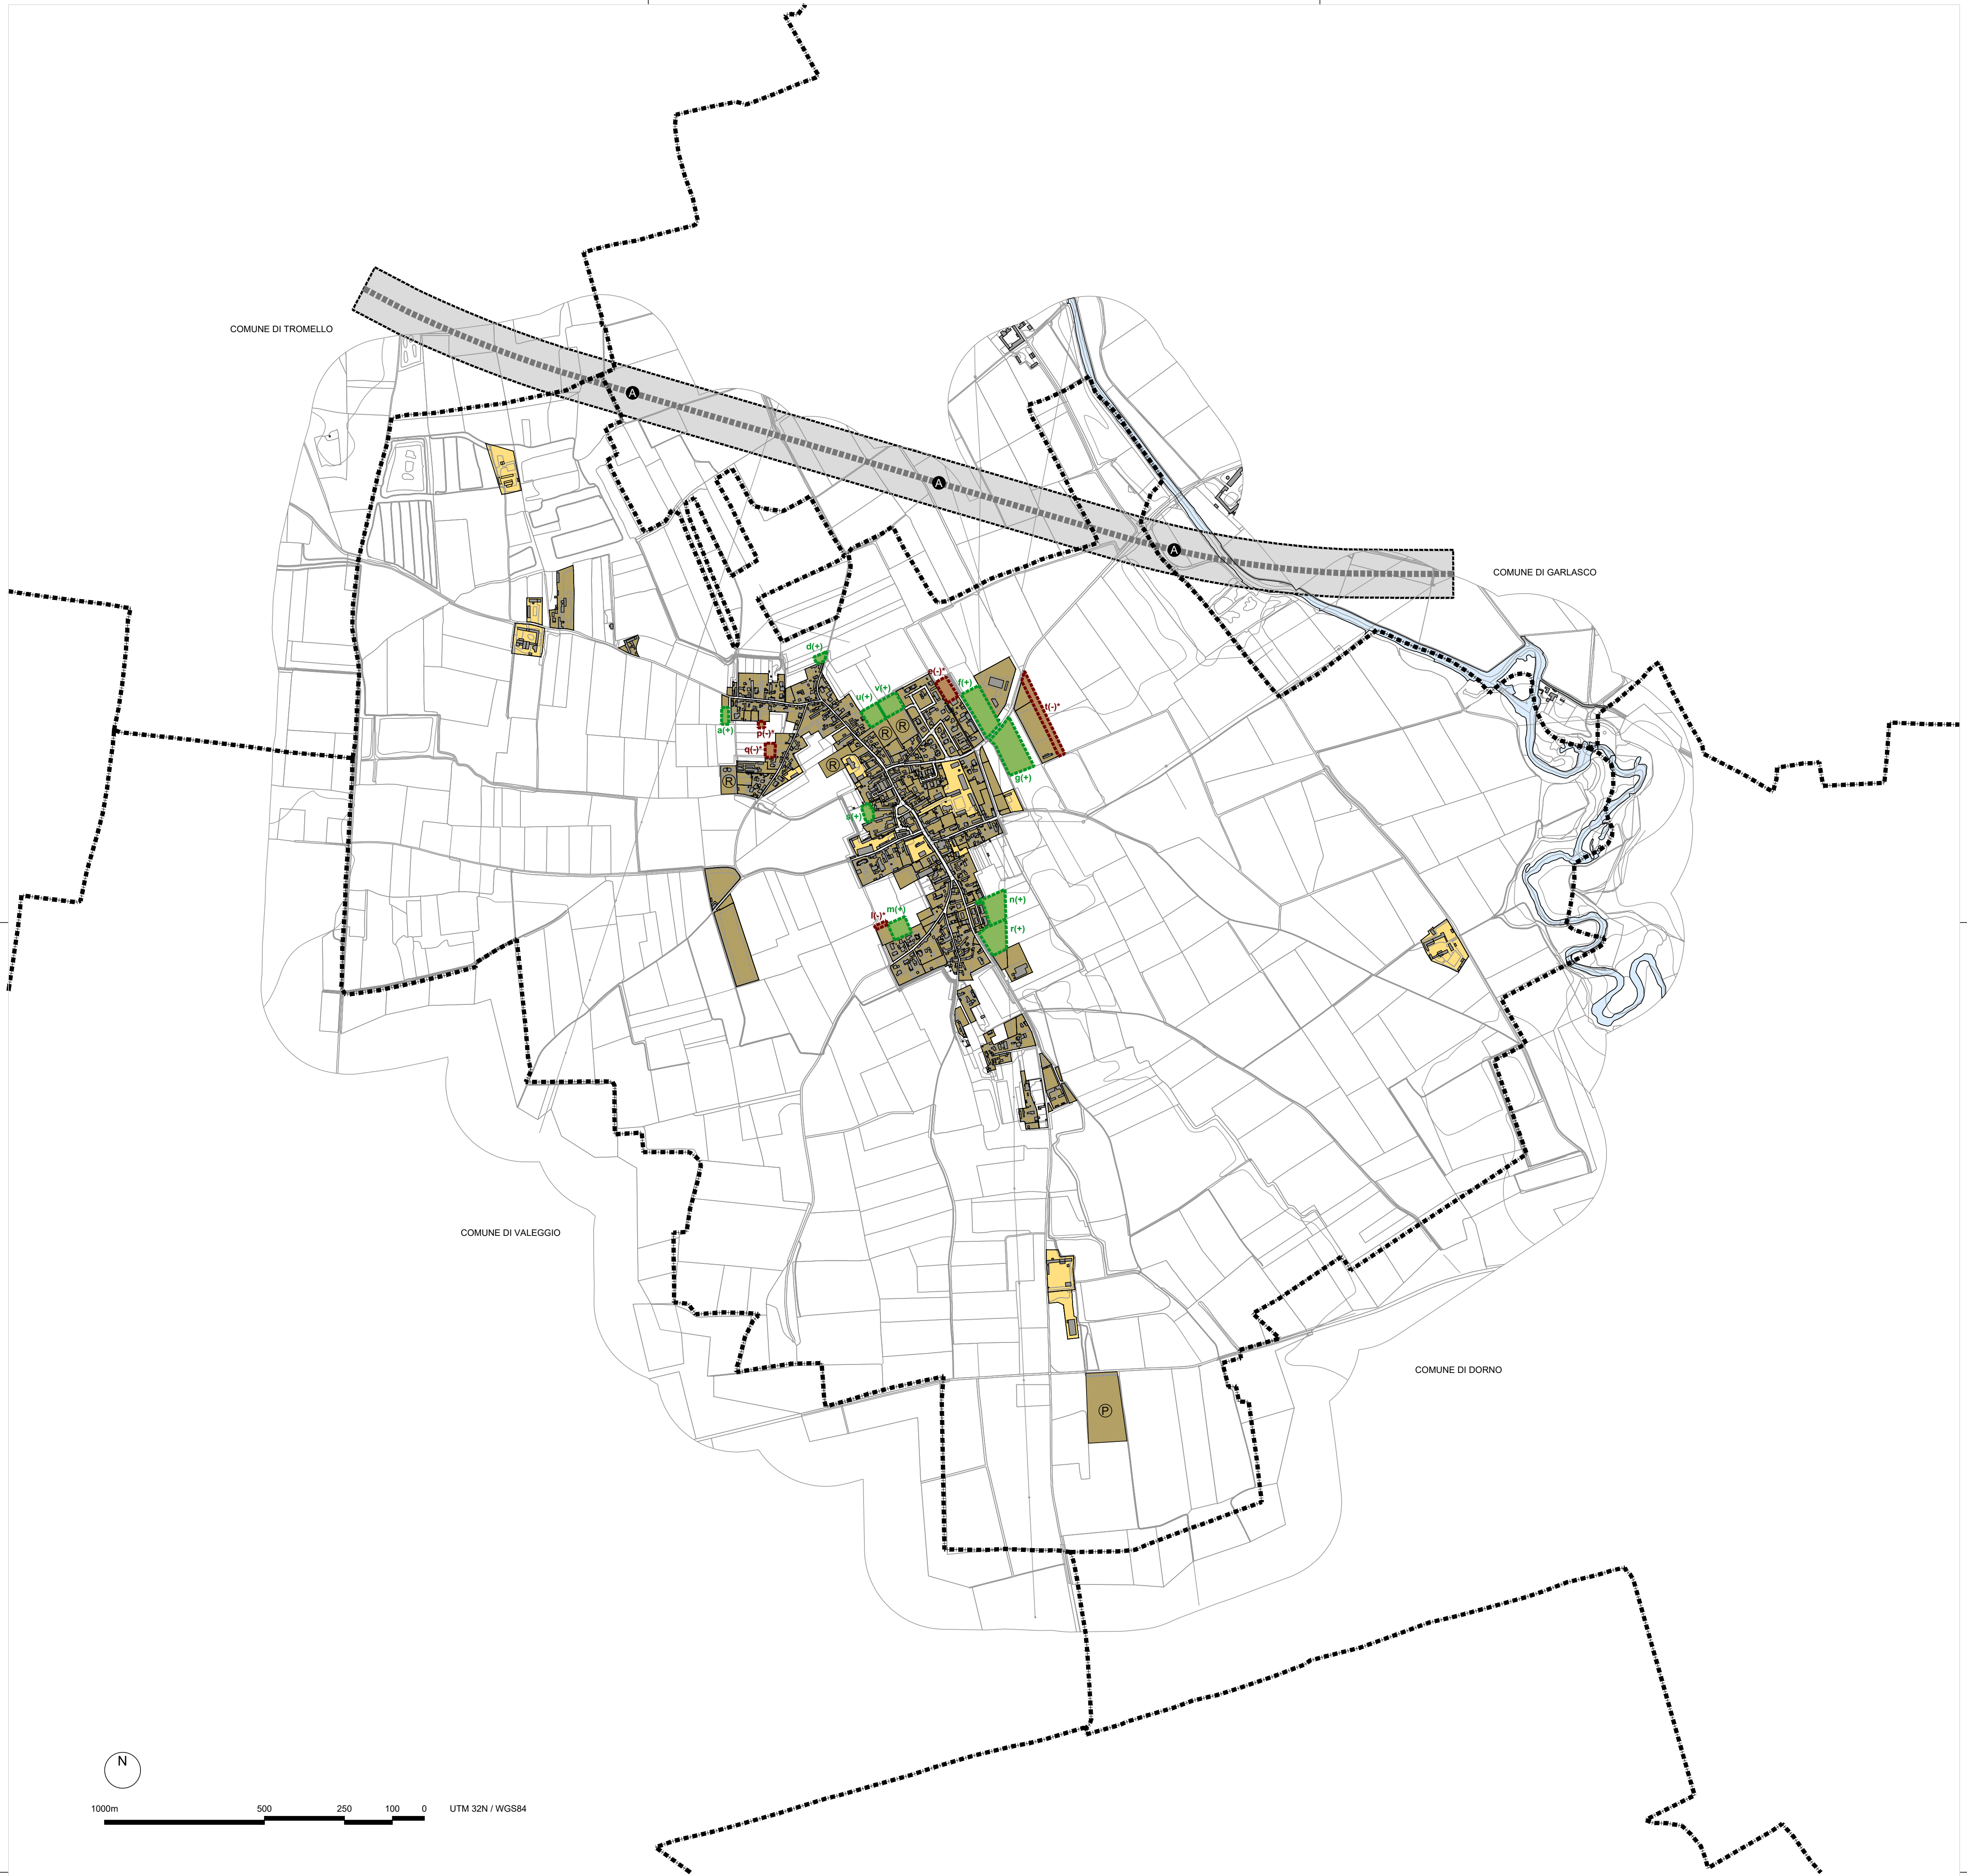 COMUNE DI TROMELLO
A
A
A
COMUNE DI GARLASCO
d(+)
e(-)*
f(+)
v(+)
u(+)
t(-)*
a(+)
p(-)*
R
R
q(-)*
R
R
g(+)
s(+)
n(+)
m(+)
l(-)*
r(+)
COMUNE DI VALEGGIO
COMUNE DI DORNO
P
N
1000m 500 250 100 0 UTM 32N / WGS84